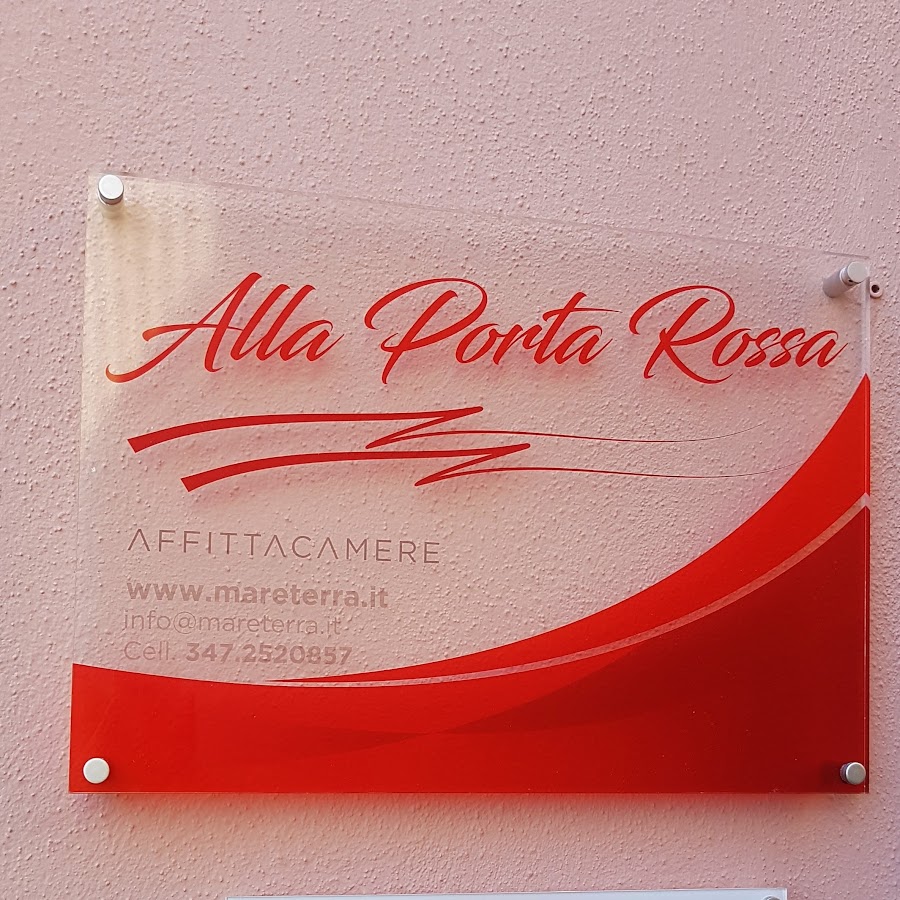 Alla Porta Rossa
AFFITTACAMERE
www.mareterra.it
info@mareterra.it
Cell. 347.2520857